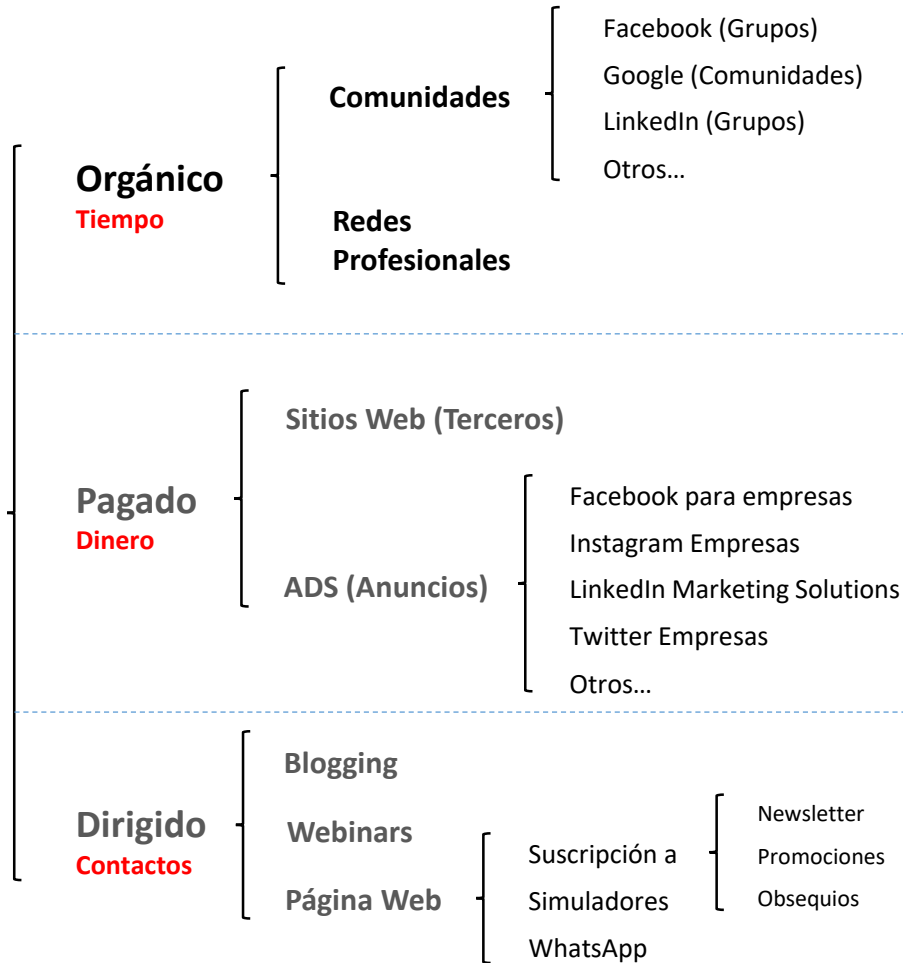 Facebook (Grupos)
Google (Comunidades)
LinkedIn (Grupos)
Otros…
Comunidades
Orgánico
Tiempo
Redes
Profesionales
Sitios Web (Terceros)
Pagado
Dinero
ADS (Anuncios)
Facebook para empresas
Instagram Empresas
LinkedIn Marketing Solutions
Twitter Empresas
Otros…
Blogging
Dirigido
Contactos
Webinars
Página Web
Suscripción a
Simuladores
WhatsApp
Newsletter
Promociones
Obsequios